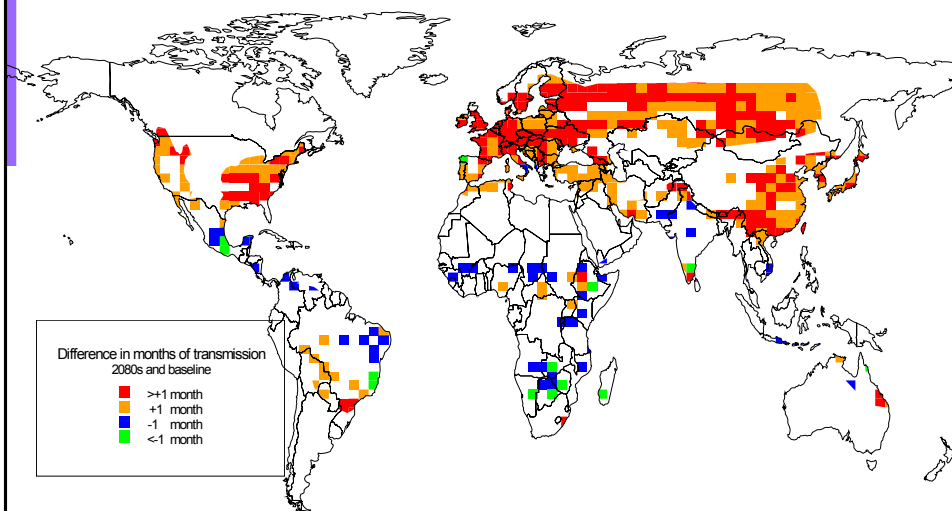 Difference in months of transmission
2080s and baseline
>+1 month
+1 month
-1 month
<-1 month